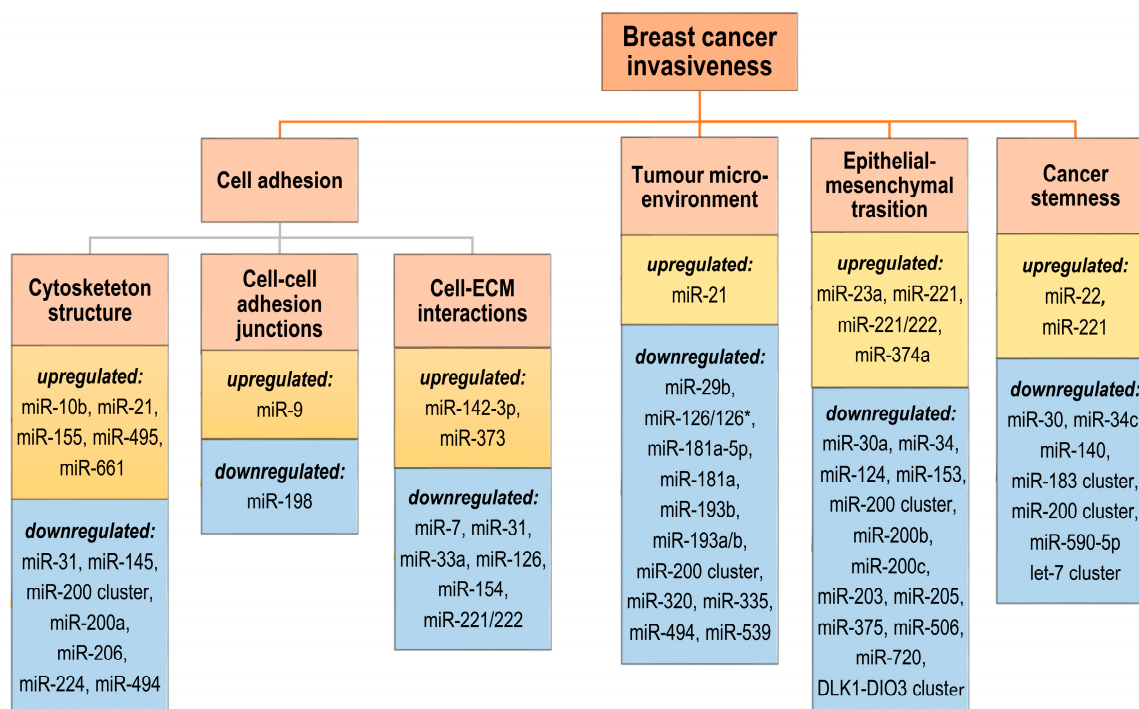 Breast cancer
invasiveness
Cell adhesion
Cytosketeton
structure
upregulated:
miR-10b, miR-21,
miR-155, miR-495,
miR-661
downregulated:
miR-31, miR-145,
miR-200 cluster,
miR-200a,
miR-206,
miR-224, miR-494
Cell-cell
adhesion
junctions
upregulated:
miR-9
downregulated:
miR-198
Cell-ECM
interactions
upregulated:
miR-142-3p,
miR-373
downregulated:
miR-7, miR-31,
miR-33a, miR-126,
miR-154,
miR-221/222
Tumour micro-
environment
upregulated:
miR-21
downregulated:
miR-29b,
miR-126/126*,
miR-181a-5p,
miR-181a,
miR-193b,
miR-193a/b,
miR-200 cluster,
miR-320, miR-335,
miR-494, miR-539
Epithelial-
mesenchymal
trasition
upregulated:
miR-23a, miR-221,
miR-221/222,
miR-374a
downregulated:
miR-30a, miR-34,
miR-124, miR-153,
miR-200 cluster,
miR-200b,
miR-200c,
miR-203, miR-205,
miR-375, miR-506,
miR-720,
DLK1-DIO3 cluster
Cancer
stemness
upregulated:
miR-22,
miR-221
downregulated:
miR-30, miR-34c
miR-140,
miR-183 cluster,
miR-200 cluster,
miR-590-5p
let-7 cluster